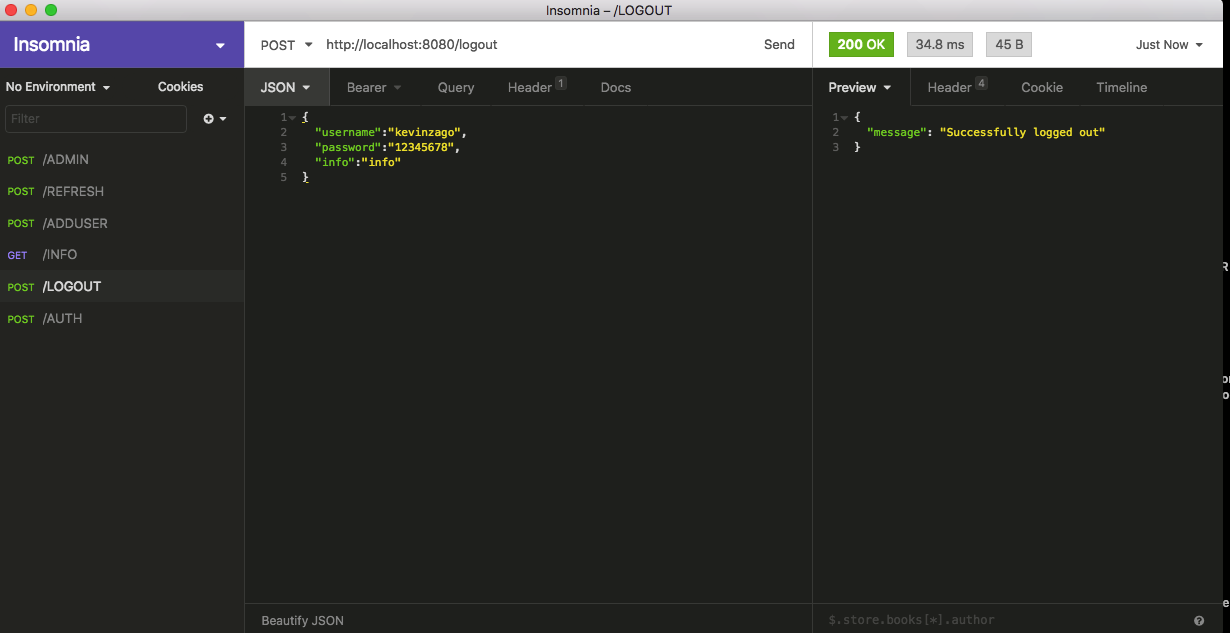 Insomnia – /LOGOUT
Insomnia
POST http://localhost:8080/logout Send
200 OK 34.8 ms 45 B Just Now
No Environment Cookies
JSON Bearer Query Header 1 Docs
Preview Header 4 Cookie Timeline
Filter
POST /ADMIN
POST /REFRESH
POST /ADDUSER
GET /INFO
POST /LOGOUT
POST /AUTH
1 {
2 "username":"kevinzago",
3 "password":"12345678",
4 "info":"info"
5 }
1 {
2 "message": "Successfully logged out"
3 }
Beautify JSON
$.store.books[*].author